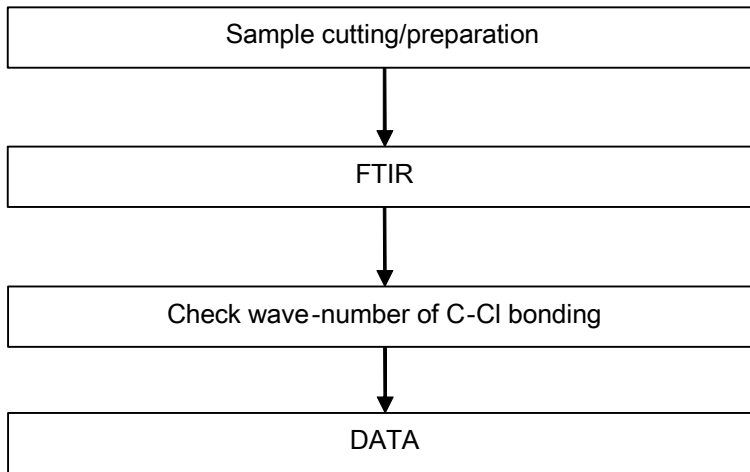 Sample cutting/preparation
FTIR
Check wave-number of C-Cl bonding
DATA